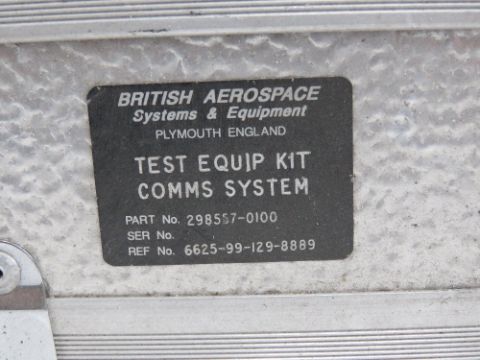 BRITISH AEROSPACE
Systems & Equipment
PLYMOUTH ENGLAND
TEST EQUIP KIT
COMMS SYSTEM
PART No. 298557-0100
SER No.
REF No. 6625-99-129-8889